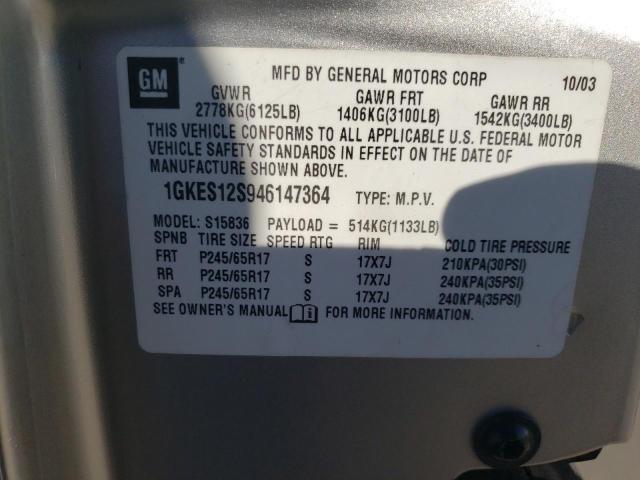 GM
MFD BY GENERAL MOTORS CORP 10/03
GVWR GAWR FRT GAWR RR
2778KG(6125LB) 1406KG(3100LB) 1542KG(3400LB)
THIS VEHICLE CONFORMS TO ALL APPLICABLE U.S. FEDERAL MOTOR
VEHICLE SAFETY STANDARDS IN EFFECT ON THE DATE OF
MANUFACTURE SHOWN ABOVE.
1GKES12S946147364 TYPE: M.P.V.
MODEL: S15836 PAYLOAD = 514KG(1133LB)
SPNB TIRE SIZE SPEED RTG RIM COLD TIRE PRESSURE
FRT P245/65R17 S 17X7J 210KPA(30PSI)
RR P245/65R17 S 17X7J 240KPA(35PSI)
SPA P245/65R17 S 17X7J 240KPA(35PSI)
SEE OWNER'S MANUAL i FOR MORE INFORMATION.